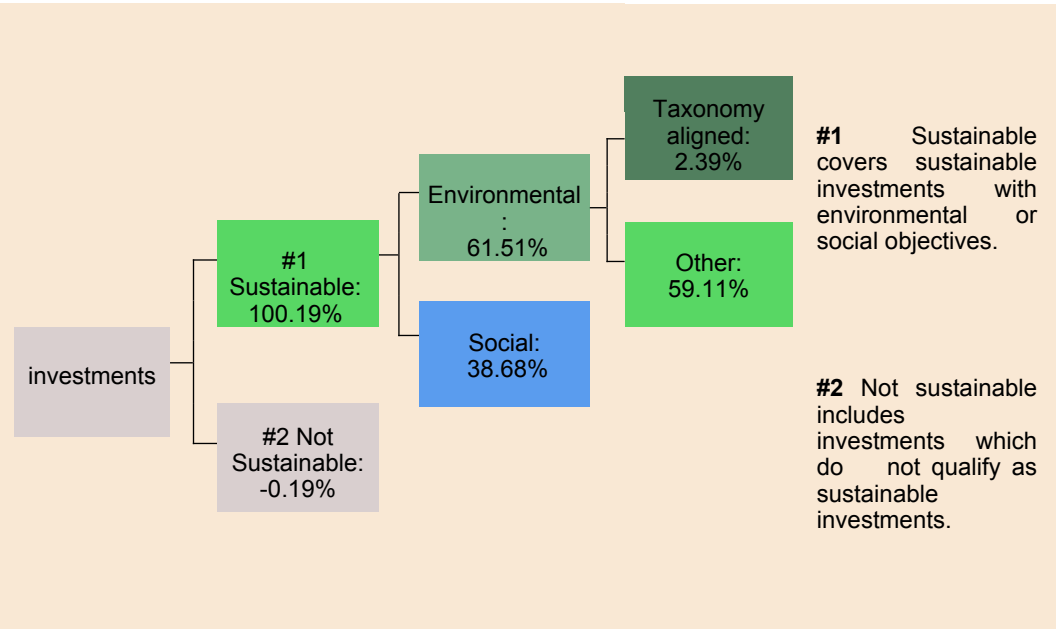 investments
#1
Sustainable:
100.19%
#2 Not
Sustainable:
-0.19%
Environmental
:
61.51%
Social:
38.68%
Taxonomy
aligned:
2.39%
Other:
59.11%
#1 Sustainable
covers sustainable
investments with
environmental or
social objectives.
#2 Not sustainable
includes
investments which
do not qualify as
sustainable
investments.